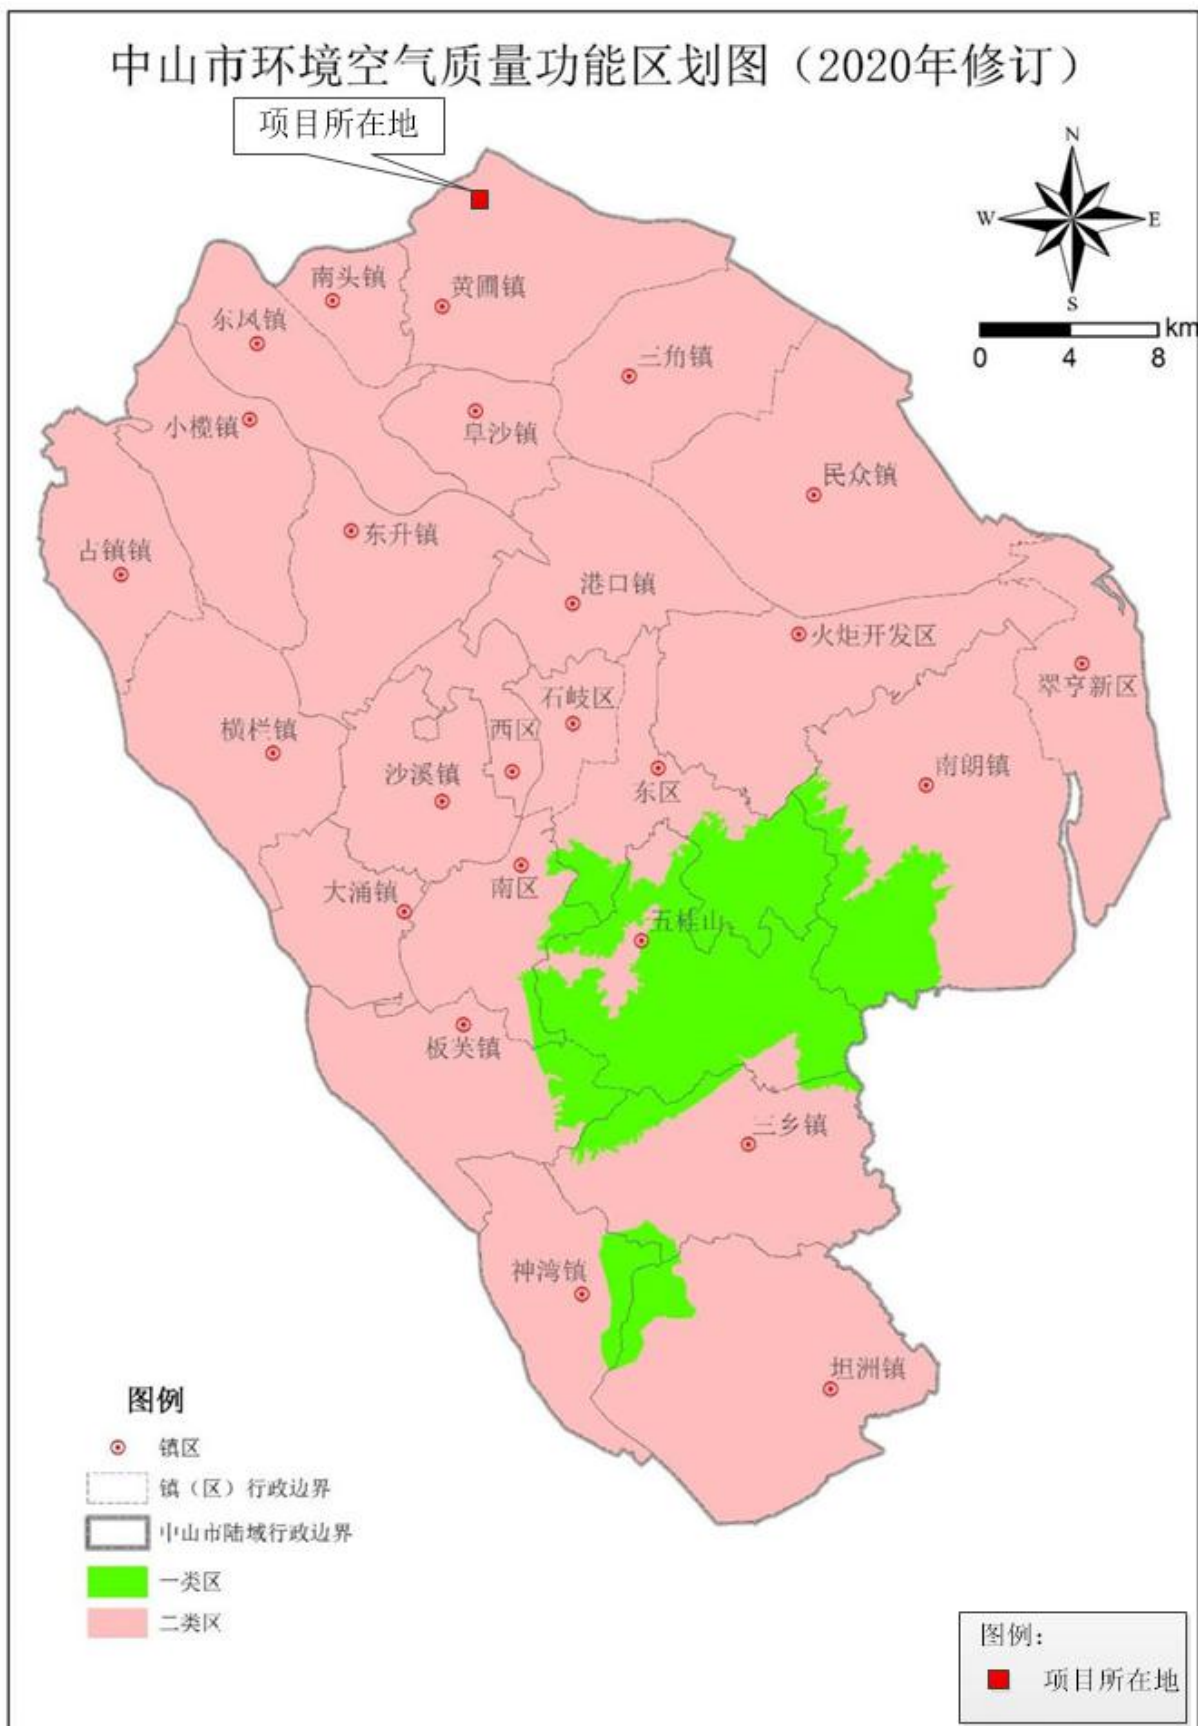 中山市环境空气质量功能区划图（2020年修订）
项目所在地
N
W
E
S
km
0 4 8
南头镇
黄圃镇
东凤镇
三角镇
小榄镇
阜沙镇
民众镇
东升镇
古镇镇
港口镇
火炬开发区
翠亨新区
石岐区
西区
横栏镇
沙溪镇
东区
南朗镇
大涌镇
南区
五桂山
板芙镇
三乡镇
神湾镇
坦洲镇
图例
镇区
镇（区）行政边界
中山市陆域行政边界
一类区
二类区
图例：
项目所在地